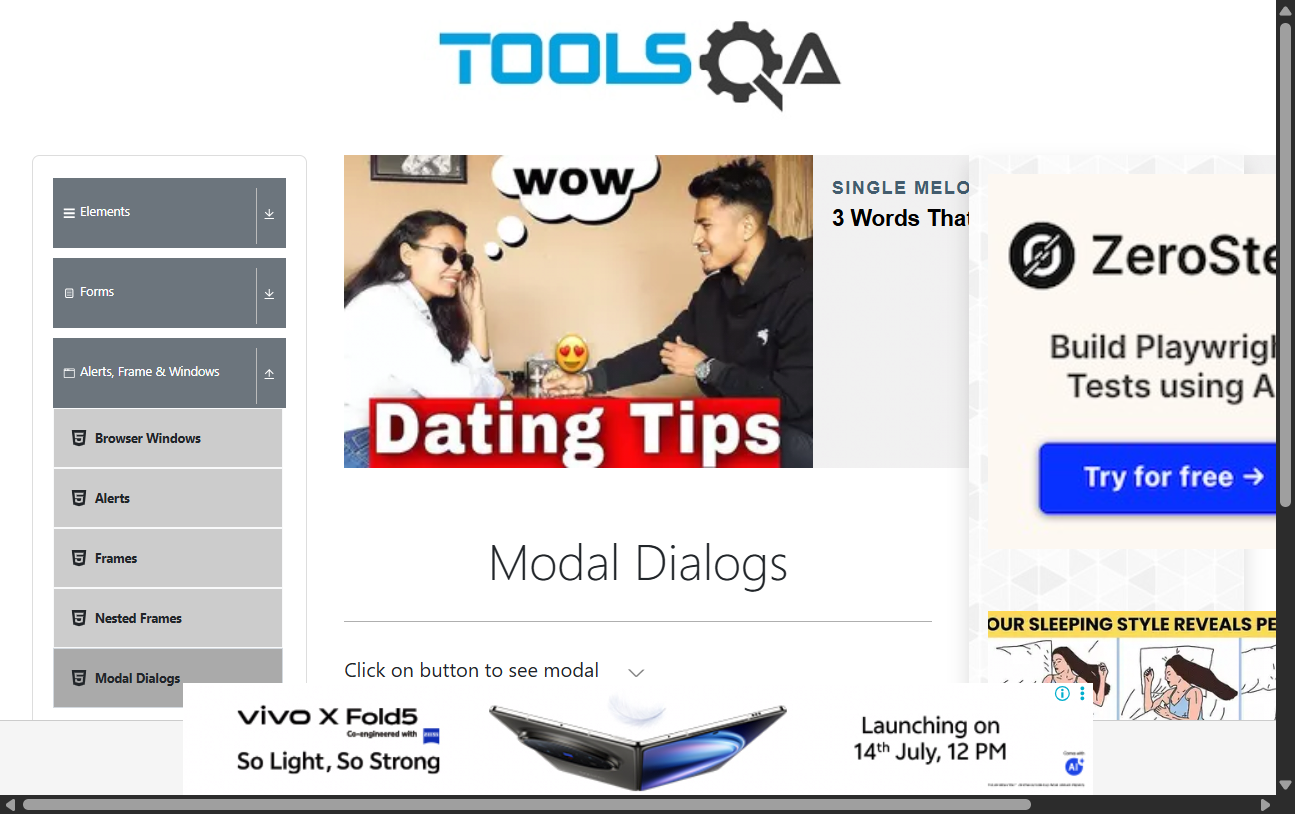 TOOLSQA
Elements
Forms
Alerts, Frame & Windows
Browser Windows
Alerts
Frames
Nested Frames
Modal Dialogs
WOW
Dating Tips
SINGLE MELO
3 Words That
Modal Dialogs
Click on button to see modal
ZeroSte
Build Playwrigh
Tests using A
Try for free →
OUR SLEEPING STYLE REVEALS PE
vivo X Fold5
Co-engineered with ZEISS
So Light, So Strong
Launching on
14th July, 12 PM
Comes with
AI